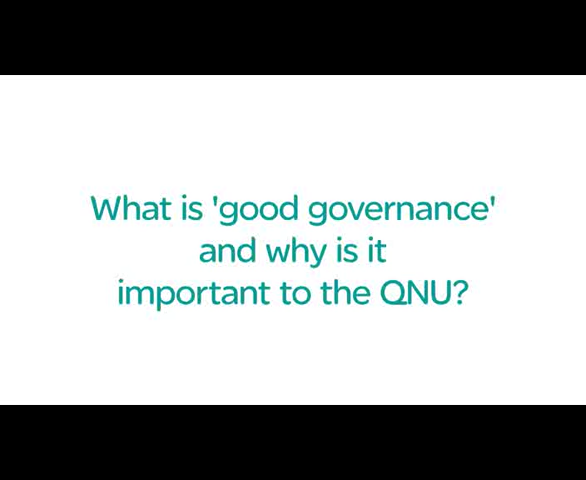 What is 'good governance'
and why is it
important to the QNU?